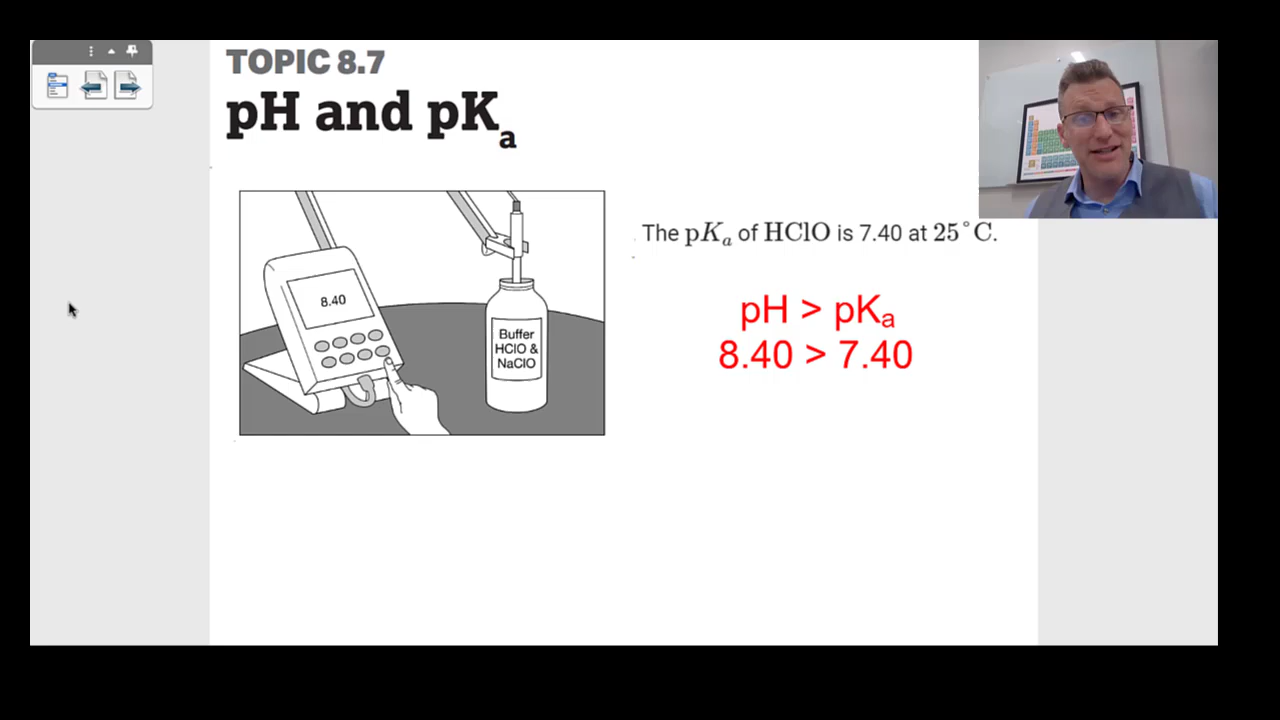 TOPIC 8.7
pH and pKₐ
8.40
Buffer
HClO &
NaClO
The pKₐ of HClO is 7.40 at 25°C.
pH > pKₐ
8.40 > 7.40